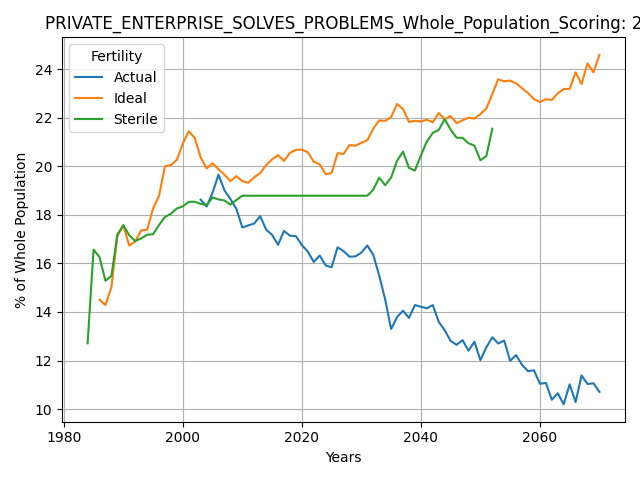 PRIVATE_ENTERPRISE_SOLVES_PROBLEMS_Whole_Population_Scoring: 2
Fertility
Actual
Ideal
Sterile
% of Whole Population
24
22
20
18
16
14
12
10
1980
2000
2020
2040
2060
Years